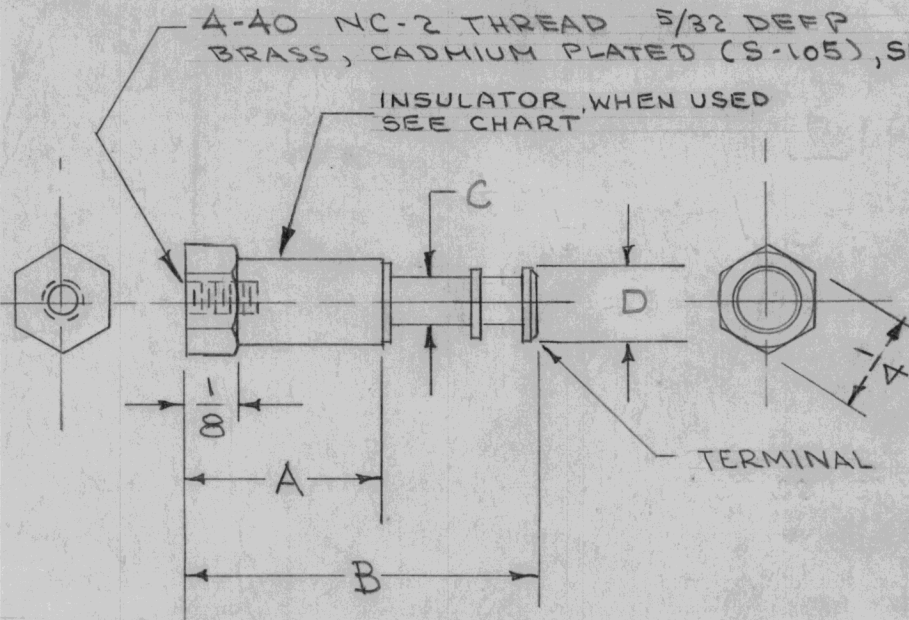 4-40 NC-2 THREAD 5/32 DEEP
BRASS, CADMIUM PLATED (S-105), S
INSULATOR, WHEN USED
SEE CHART
C
D
1/4
1/8
TERMINAL
A
B